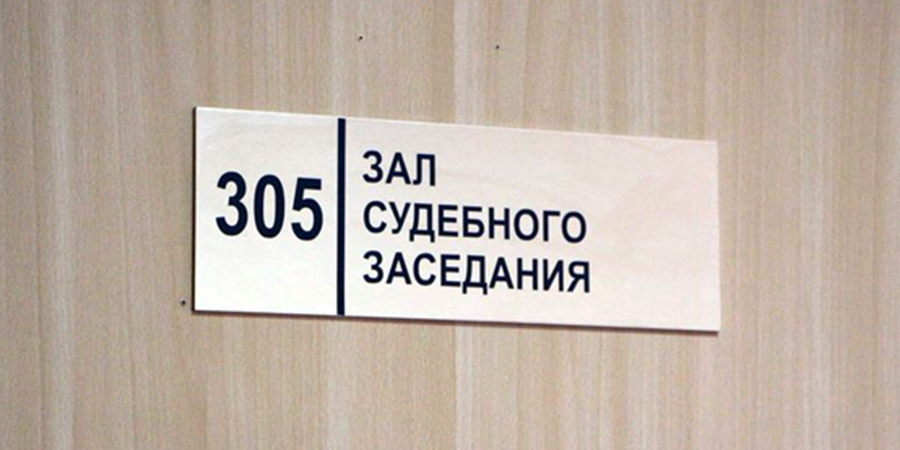 305
ЗАЛ
СУДЕБНОГО
ЗАСЕДАНИЯ